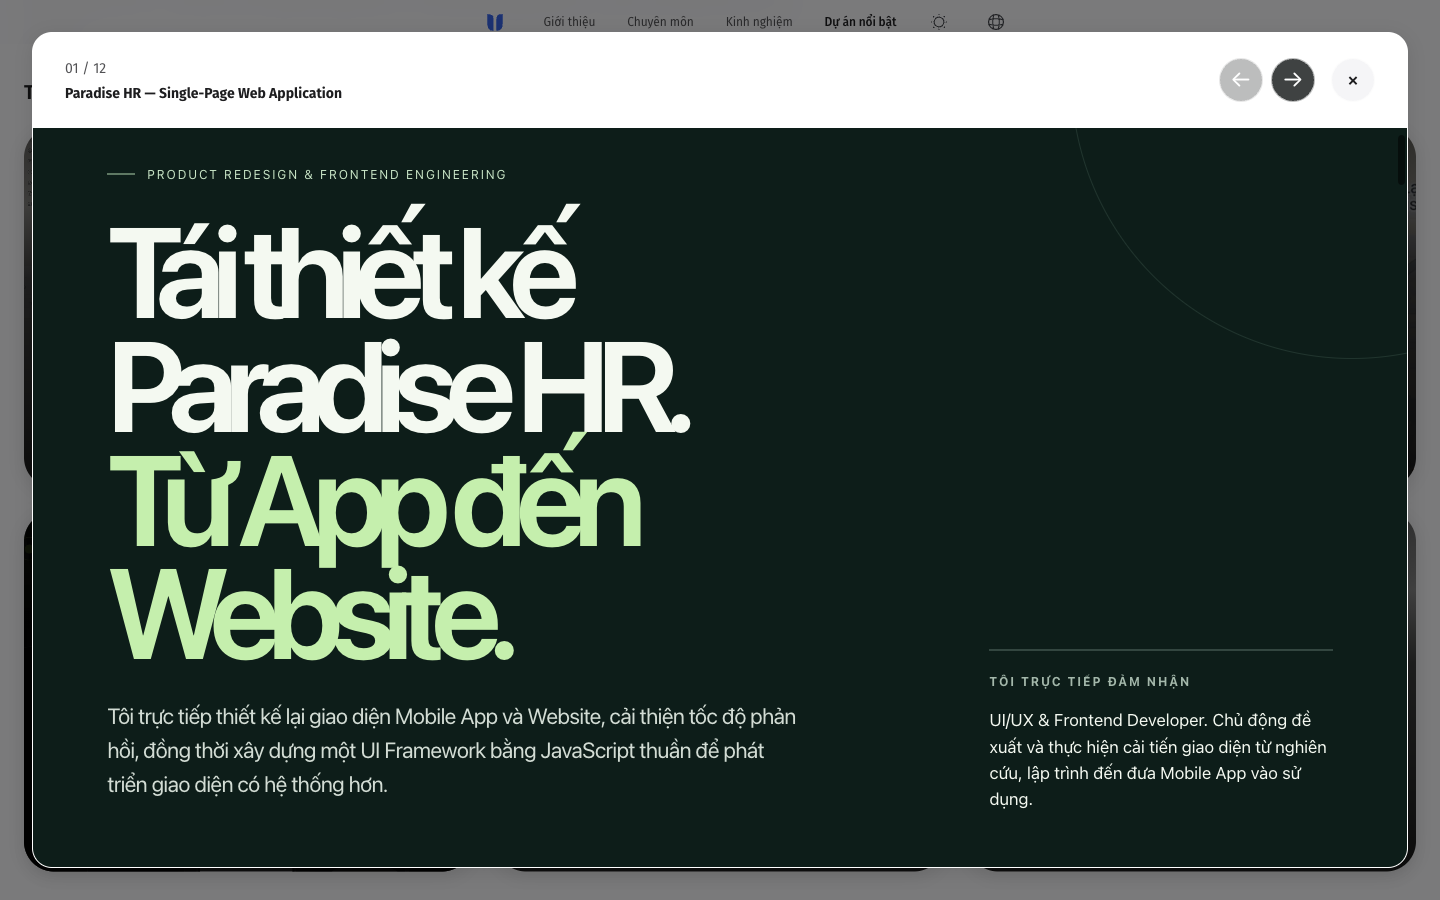 Giới thiệu
Chuyên môn
Kinh nghiệm
Dự án nổi bật
01 / 12
Paradise HR — Single-Page Web Application
PRODUCT REDESIGN & FRONTEND ENGINEERING
Tái thiết kế
Paradise HR.
Từ App đến
Website.
Tôi trực tiếp thiết kế lại giao diện Mobile App và Website, cải thiện tốc độ phản
hồi, đồng thời xây dựng một UI Framework bằng JavaScript thuần để phát
triển giao diện có hệ thống hơn.
TÔI TRỰC TIẾP ĐẢM NHẬN
UI/UX & Frontend Developer. Chủ động đề
xuất và thực hiện cải tiến giao diện từ nghiên
cứu, lập trình đến đưa Mobile App vào sử
dụng.